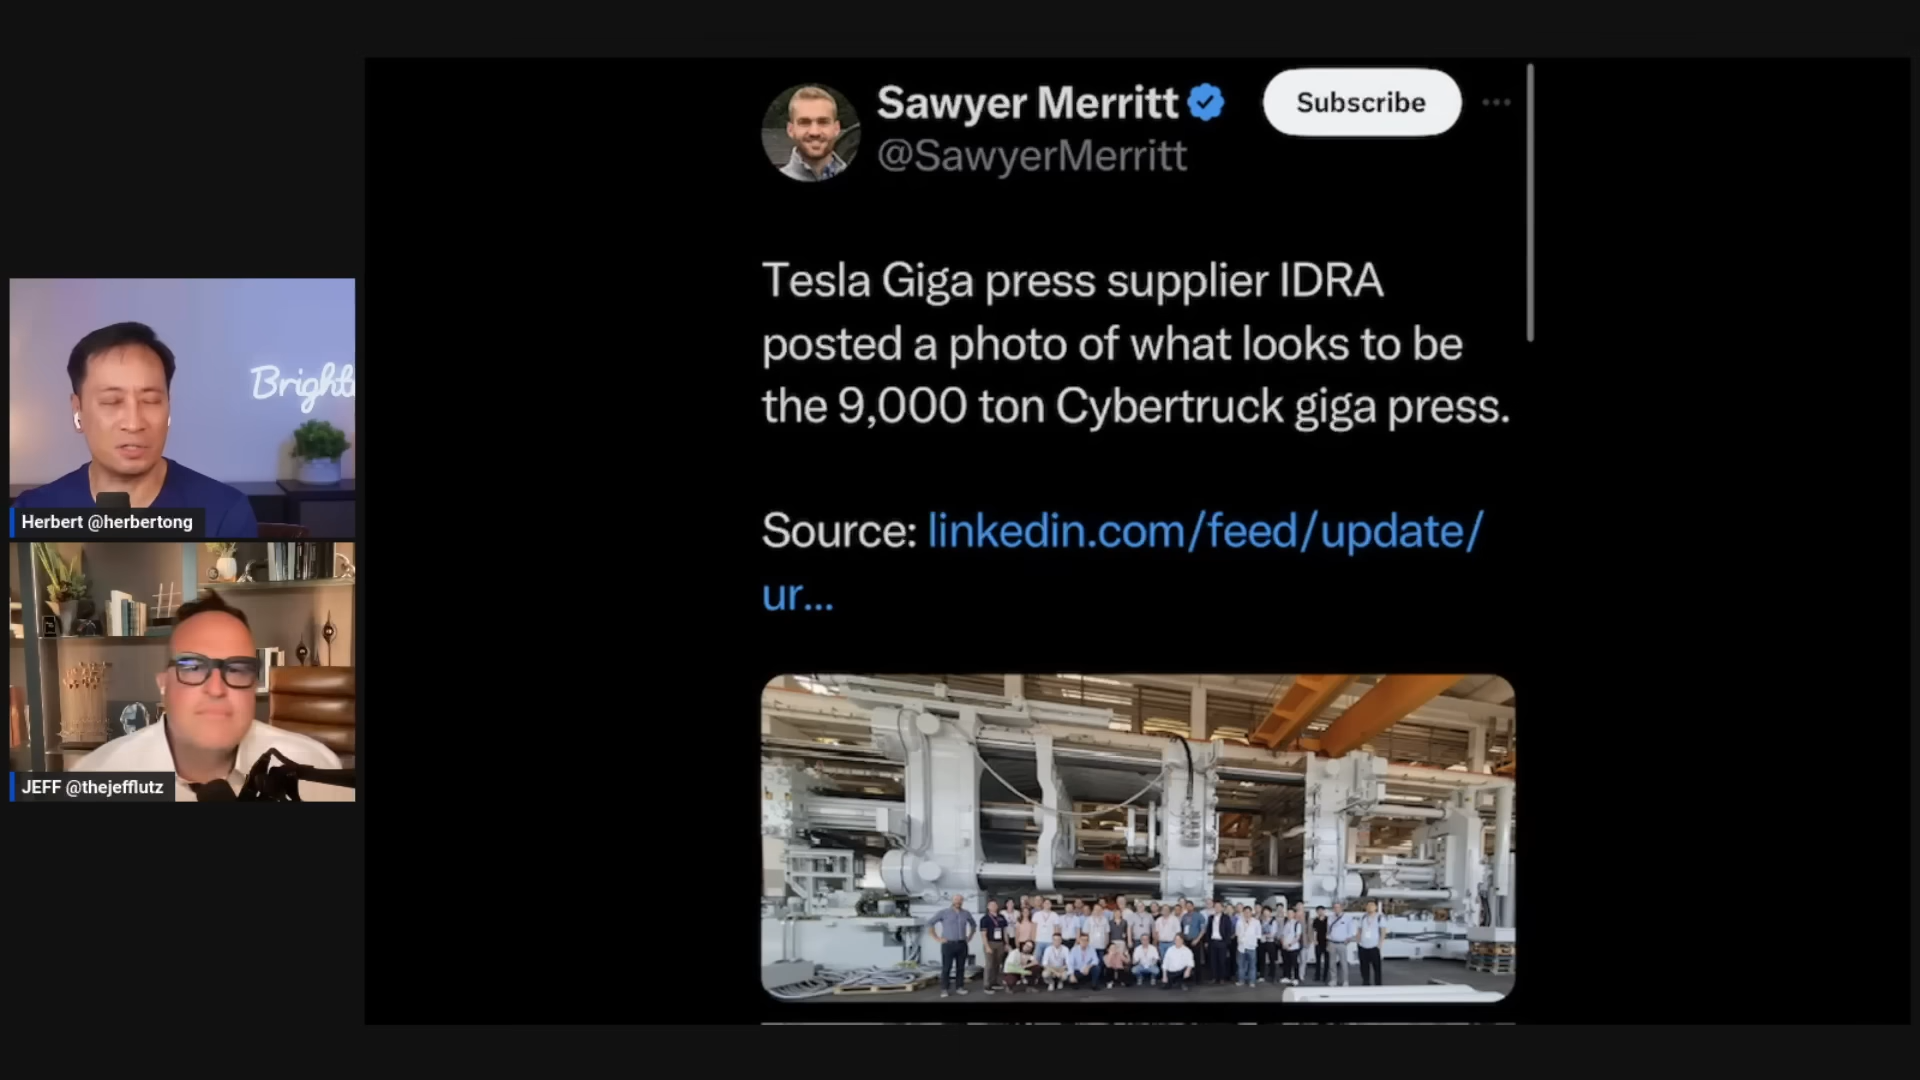 Sawyer Merritt
Subscribe
@SawyerMerritt
Tesla Giga press supplier IDRA
posted a photo of what looks to be
the 9,000 ton Cybertruck giga press.
Source: linkedin.com/feed/update/
ur...
Herbert @herbertong
JEFF @thejefflutz